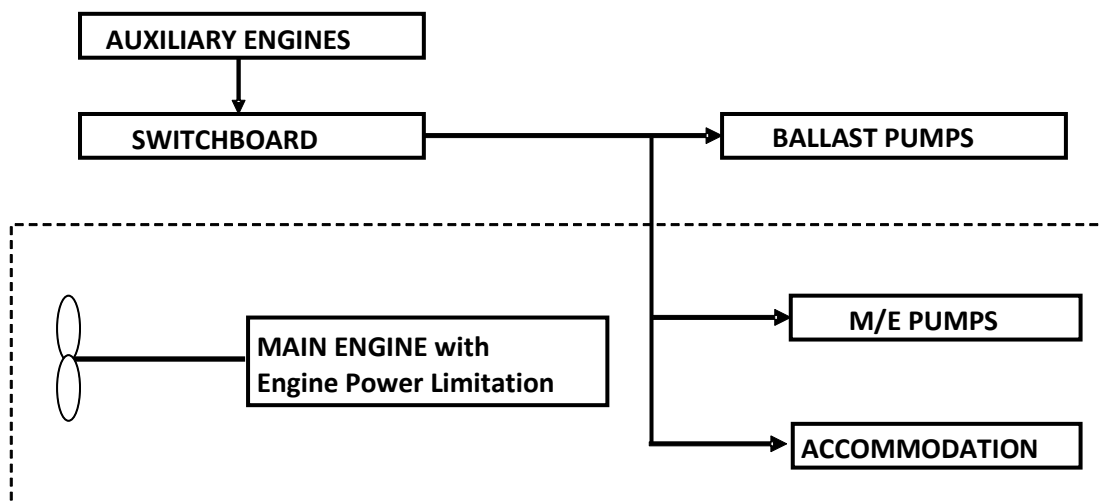 AUXILIARY ENGINES
SWITCHBOARD
BALLAST PUMPS
MAIN ENGINE with
Engine Power Limitation
M/E PUMPS
ACCOMMODATION